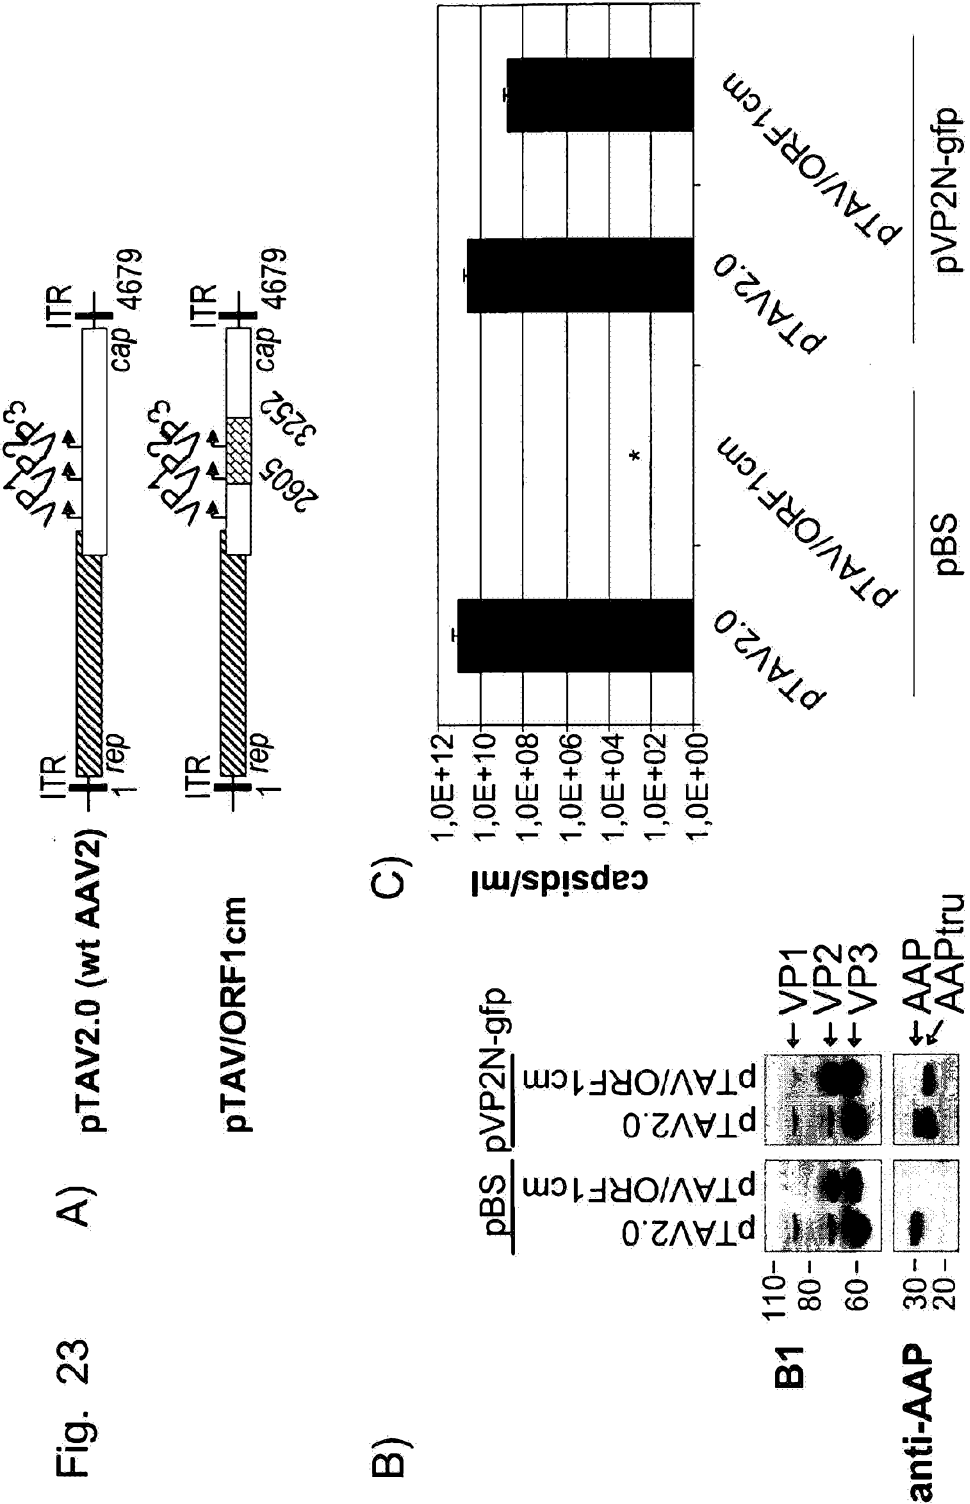 Fig. 23
A)
pTAV2.0 (wt AAV2)
ITR
VP1
VP2
VP3
ITR
1
rep
cap
4679
pTAV/ORF1cm
ITR
VP1
VP2
VP3
ITR
1
rep
2605
3252
cap
4679
B)
pBS
pVP2N-gfp
pTAV2.0
pTAV/ORF1cm
pTAV2.0
pTAV/ORF1cm
B1
110-
80-
60-
VP1
VP2
VP3
anti-AAP
30-
20-
AAP
AAPtru
C)
capsids/ml
1,0E+12
1,0E+10
1,0E+08
1,0E+06
1,0E+04
1,0E+02
1,0E+00
*
pTAV2.0
pTAV/ORF1cm
pTAV2.0
pTAV/ORF1cm
pBS
pVP2N-gfp